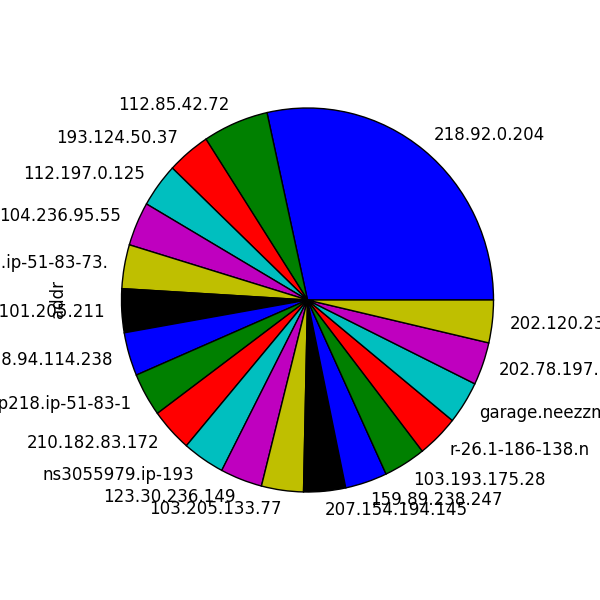 112.85.42.72
218.92.0.204
193.124.50.37
112.197.0.125
104.236.95.55
.ip-51-83-73.
addr
101.205.211
202.120.23
8.94.114.238
202.78.197.
p218.ip-51-83-1
garage.neezzn
210.182.83.172
r-26.1-186-138.n
ns3055979.ip-193
103.193.175.28
123.30.236.149
159.89.238.247
103.205.133.77
207.154.194.145